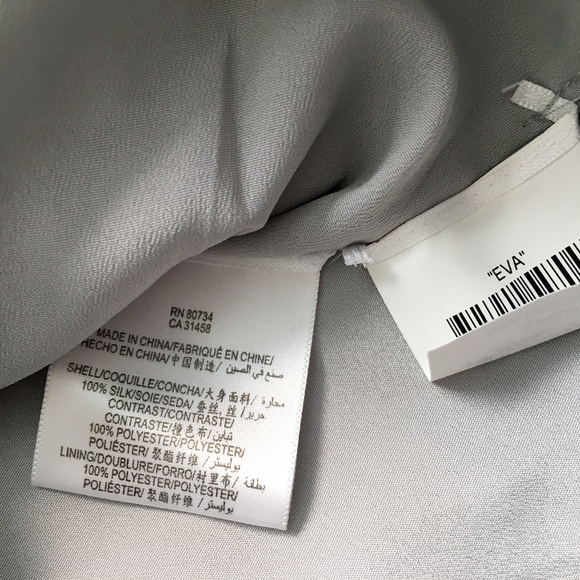 RN 80734
CA 31458
MADE IN CHINA/FABRIQUÉ EN CHINE/
HECHO EN CHINA/中国制造/ صنع في الصين
SHELL/COQUILLE/CONCHA/大身面料/ محارة
100% SILK/SOIE/SEDA/ 蚕丝, 丝 / حرير
CONTRAST/CONTRASTE/
CONTRASTE/撞色布/ تباين
100% POLYESTER/POLYESTER/
POLIÉSTER/ 聚酯纤维 / بوليستر
LINING/DOUBLURE/FORRO/衬里布/ بطانة
100% POLYESTER/POLYESTER/
POLIÉSTER/ 聚酯纤维 / بوليستر
"EVA"